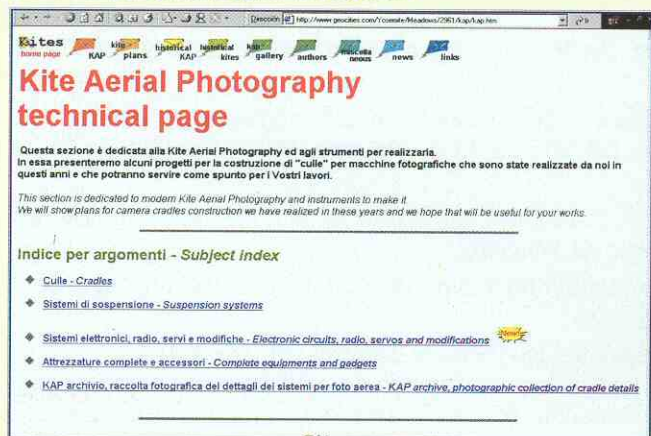 Dirección http://www.geocities.com/Yosemite/Meadows/2961/kap/kap.htm
Kites
home page KAP kite plans historical KAP historical kites kap gallery authors miscella neous news links
Kite Aerial Photography
technical page
Questa sezione è dedicata alla Kite Aerial Photography ed agli strumenti per realizzarla.
In essa presenteremo alcuni progetti per la costruzione di "culle" per macchine fotografiche che sono state realizzate da noi in
questi anni e che potranno servire come spunto per i Vostri lavori.
This section is dedicated to modern Kite Aerial Photography and instruments to make it
We will show plans for camera cradles construction we have realized in these years and we hope that will be useful for your works.
Indice per argomenti - Subject index
Culle - Cradles
Sistemi di sospensione - Suspension systems
Sistemi elettronici, radio, servi e modifiche - Electronic circuits, radio, servos and modifications New!
Attrezzature complete e accessori - Complete equipments and gadgets
KAP archivio, raccolta fotografica dei dettagli dei sistemi per foto aerea - KAP archive, photographic collection of cradle details